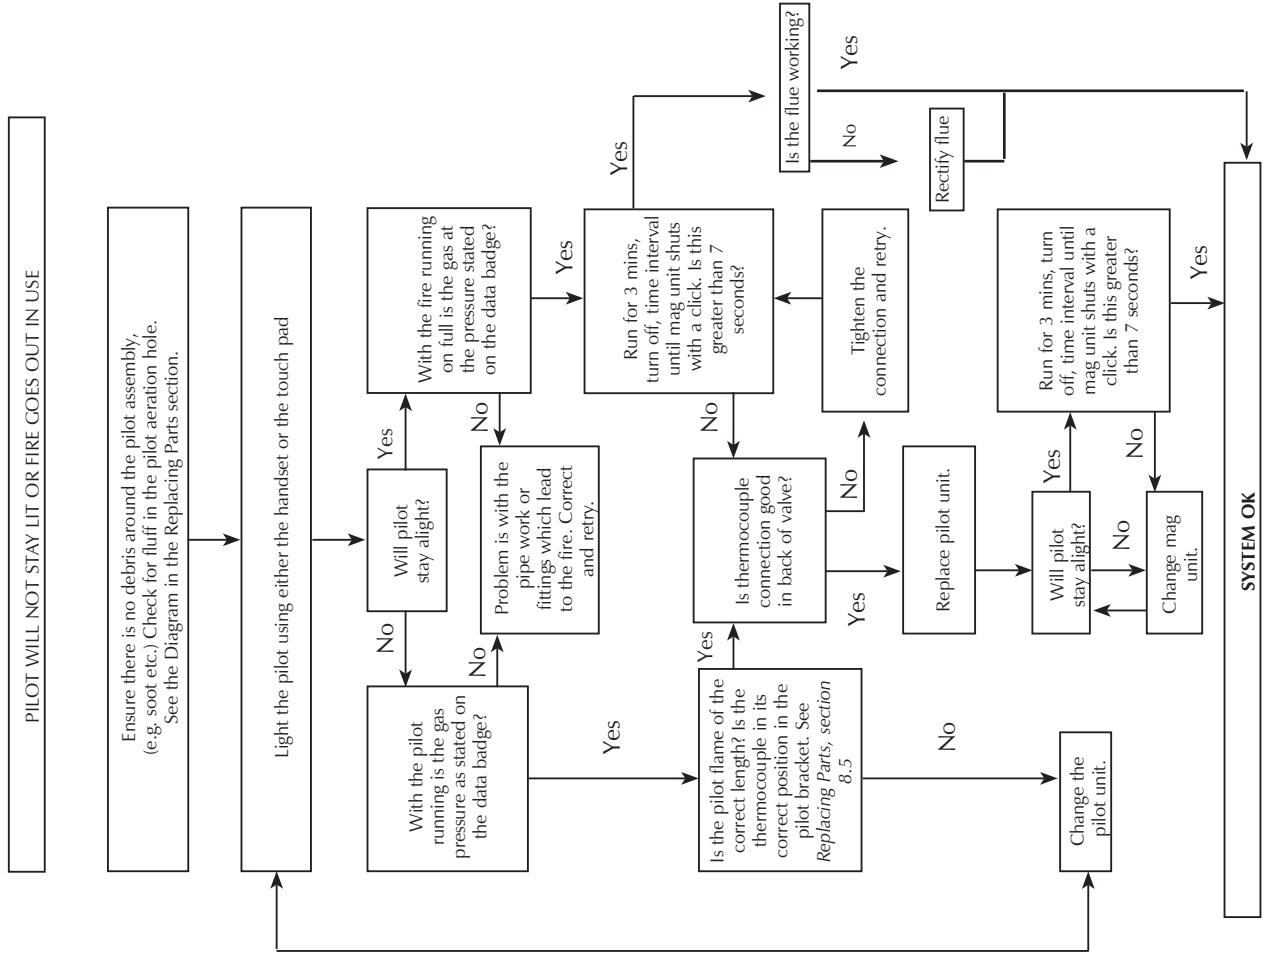 PILOT WILL NOT STAY LIT OR FIRE GOES OUT IN USE
Ensure there is no debris around the pilot assembly,
(e.g. soot etc.) Check for fluff in the pilot aeration hole.
See the Diagram in the Replacing Parts section.
Light the pilot using either the handset or the touch pad
Will pilot
stay alight?
No
Yes
With the pilot
running is the gas
pressure as stated on
the data badge?
With the fire running
on full is the gas at
the pressure stated
on the data badge?
No
No
Problem is with the
pipe work or
fittings which lead
to the fire. Correct
and retry.
Yes
Yes
Is the pilot flame of the
correct length? Is the
thermocouple in its
correct position in the
pilot bracket. See
Replacing Parts, section
8.5
Yes
Is thermocouple
connection good
in back of valve?
No
Run for 3 mins,
turn off, time interval
until mag unit shuts
with a click. Is this
greater than 7
seconds?
Yes
Is the flue working?
No
Yes
Rectify flue
Yes
No
Tighten the
connection and retry.
Replace pilot unit.
No
Change the
pilot unit.
Will pilot
stay alight?
Yes
No
Change mag
unit.
No
Run for 3 mins, turn
off, time interval until
mag unit shuts with a
click. Is this greater
than 7 seconds?
Yes
SYSTEM OK